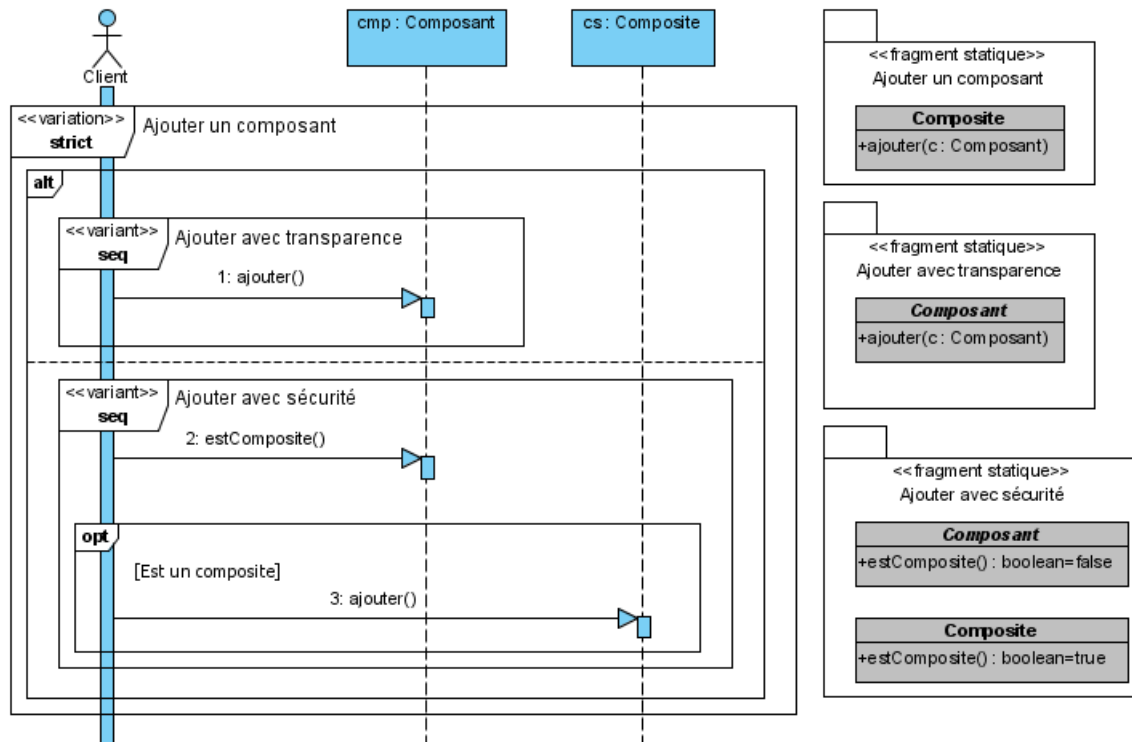 cmp : Composant
cs : Composite
Client
<<variation>>
strict
Ajouter un composant
alt
<<variant>>
seq
Ajouter avec transparence
1: ajouter()
<<variant>>
seq
Ajouter avec sécurité
2: estComposite()
opt
[Est un composite]
3: ajouter()
<<fragment statique>>
Ajouter un composant
Composite
+ajouter(c : Composant)
<<fragment statique>>
Ajouter avec transparence
Composant
+ajouter(c : Composant)
<<fragment statique>>
Ajouter avec sécurité
Composant
+estComposite() : boolean=false
Composite
+estComposite() : boolean=true